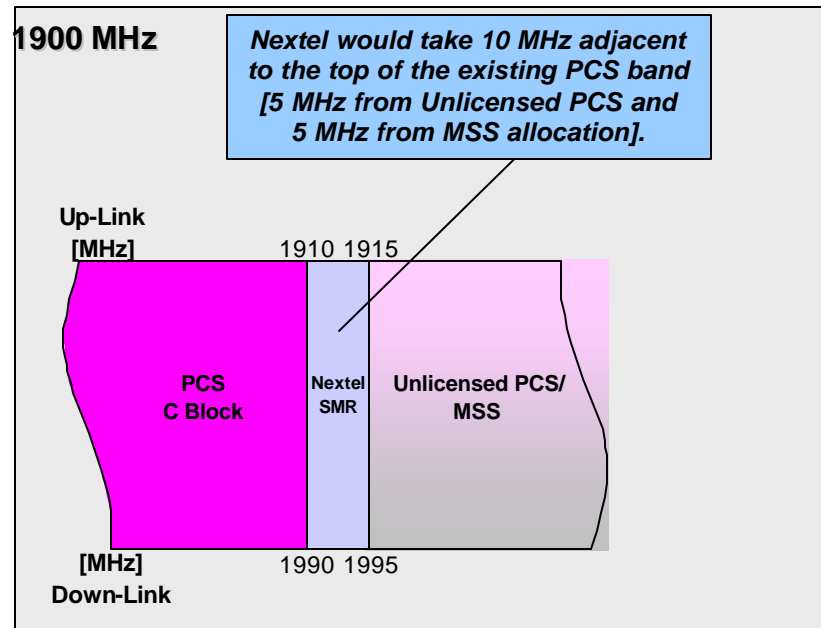 1900 MHz
Nextel would take 10 MHz adjacent
to the top of the existing PCS band
[5 MHz from Unlicensed PCS and
5 MHz from MSS allocation].
Up-Link
[MHz]
1910 1915
PCS
C Block
Nextel
SMR
Unlicensed PCS/
MSS
[MHz]
1990 1995
Down-Link